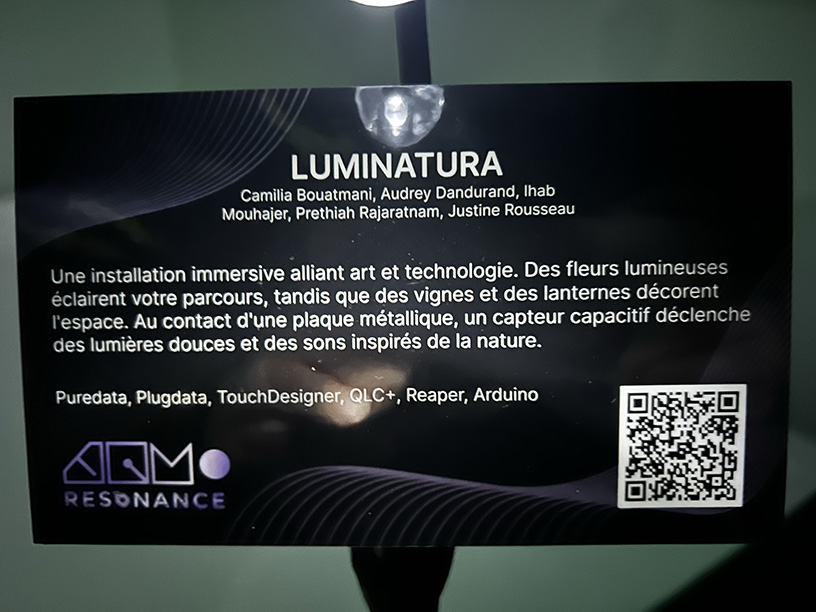 LUMINATURA
Camilia Bouatmani, Audrey Dandurand, Ihab
Mouhajer, Prethiah Rajaratnam, Justine Rousseau
Une installation immersive alliant art et technologie. Des fleurs lumineuses
éclairent votre parcours, tandis que des vignes et des lanternes décorent
l'espace. Au contact d'une plaque métallique, un capteur capacitif déclenche
des lumières douces et des sons inspirés de la nature.
Puredata, Plugdata, TouchDesigner, QLC+, Reaper, Arduino
RESONANCE